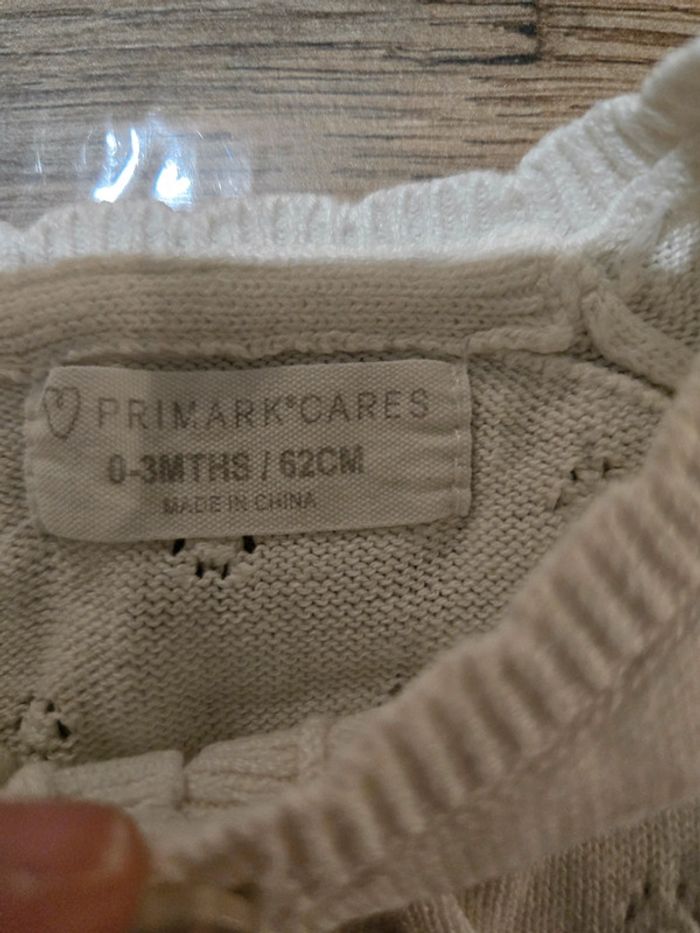 PRIMARK®CARES
0-3MTHS / 62CM
MADE IN CHINA